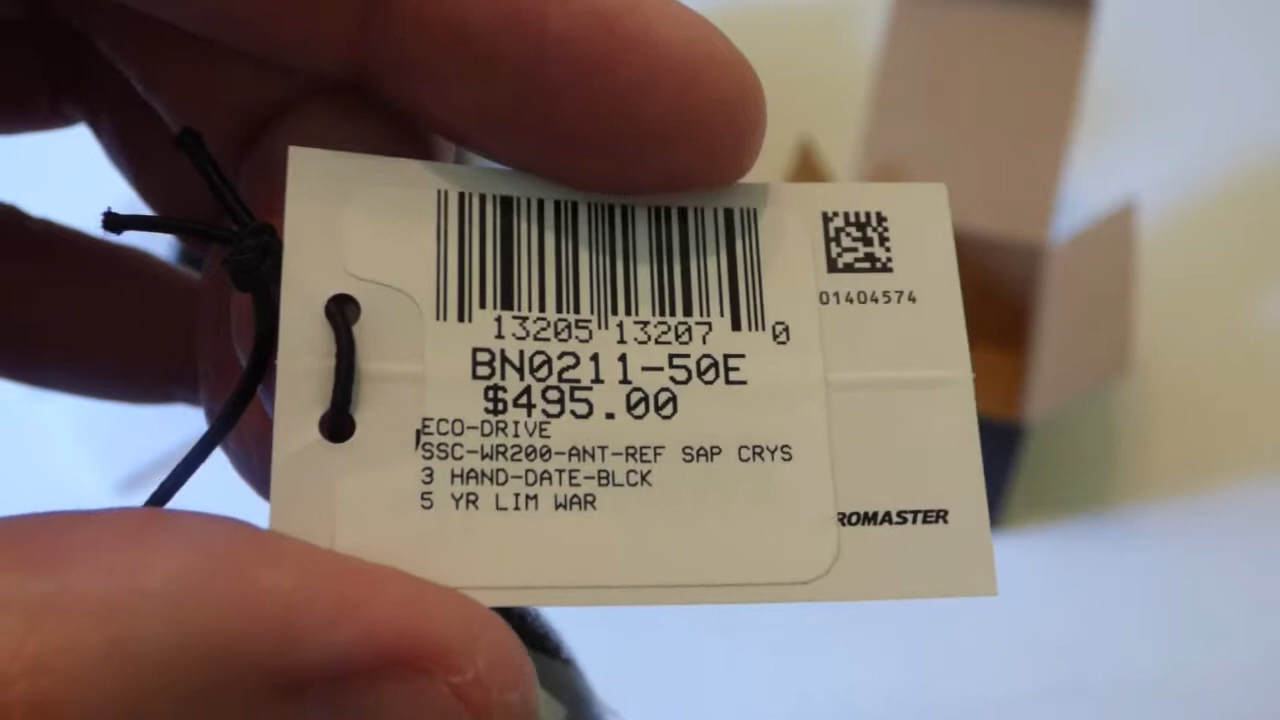 01404574
13205 13207 0
BN0211-50E
$495.00
ECO-DRIVE
SSC-WR200-ANT-REF SAP CRYS
3 HAND-DATE-BLCK
5 YR LIM WAR
ROMASTER